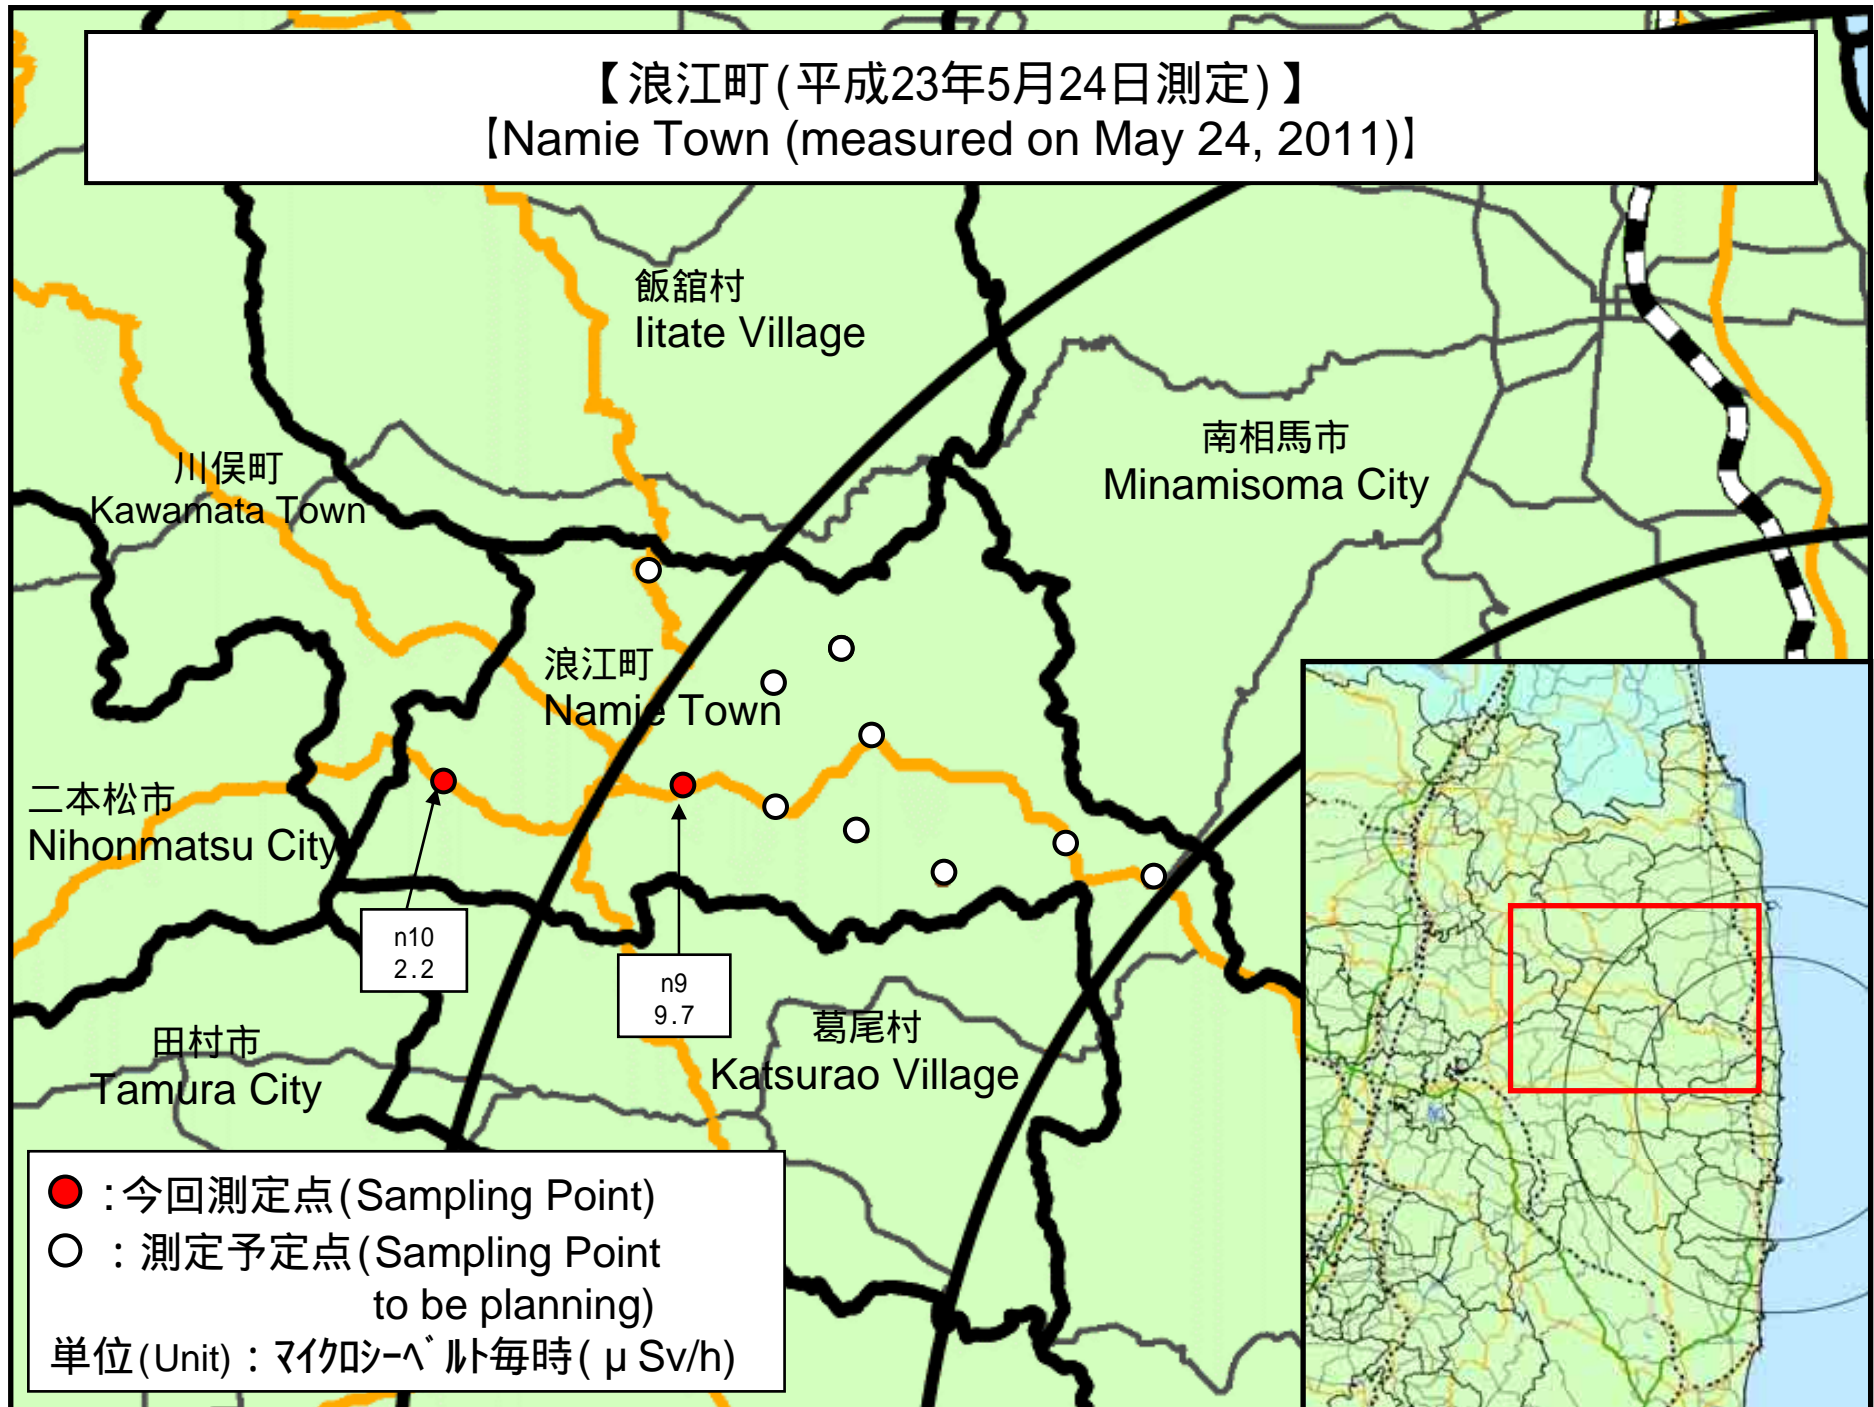 【浪江町(平成23年5月24日測定)】
【Namie Town (measured on May 24, 2011)】
飯舘村
Iitate Village
南相馬市
Minamisoma City
川俣町
Kawamata Town
浪江町
Namie Town
二本松市
Nihonmatsu City
n10
2.2
n9
9.7
葛尾村
Katsurao Village
田村市
Tamura City
:今回測定点(Sampling Point)
:測定予定点(Sampling Point
to be planning)
単位(Unit):マイクロシーベルト毎時(μSv/h)